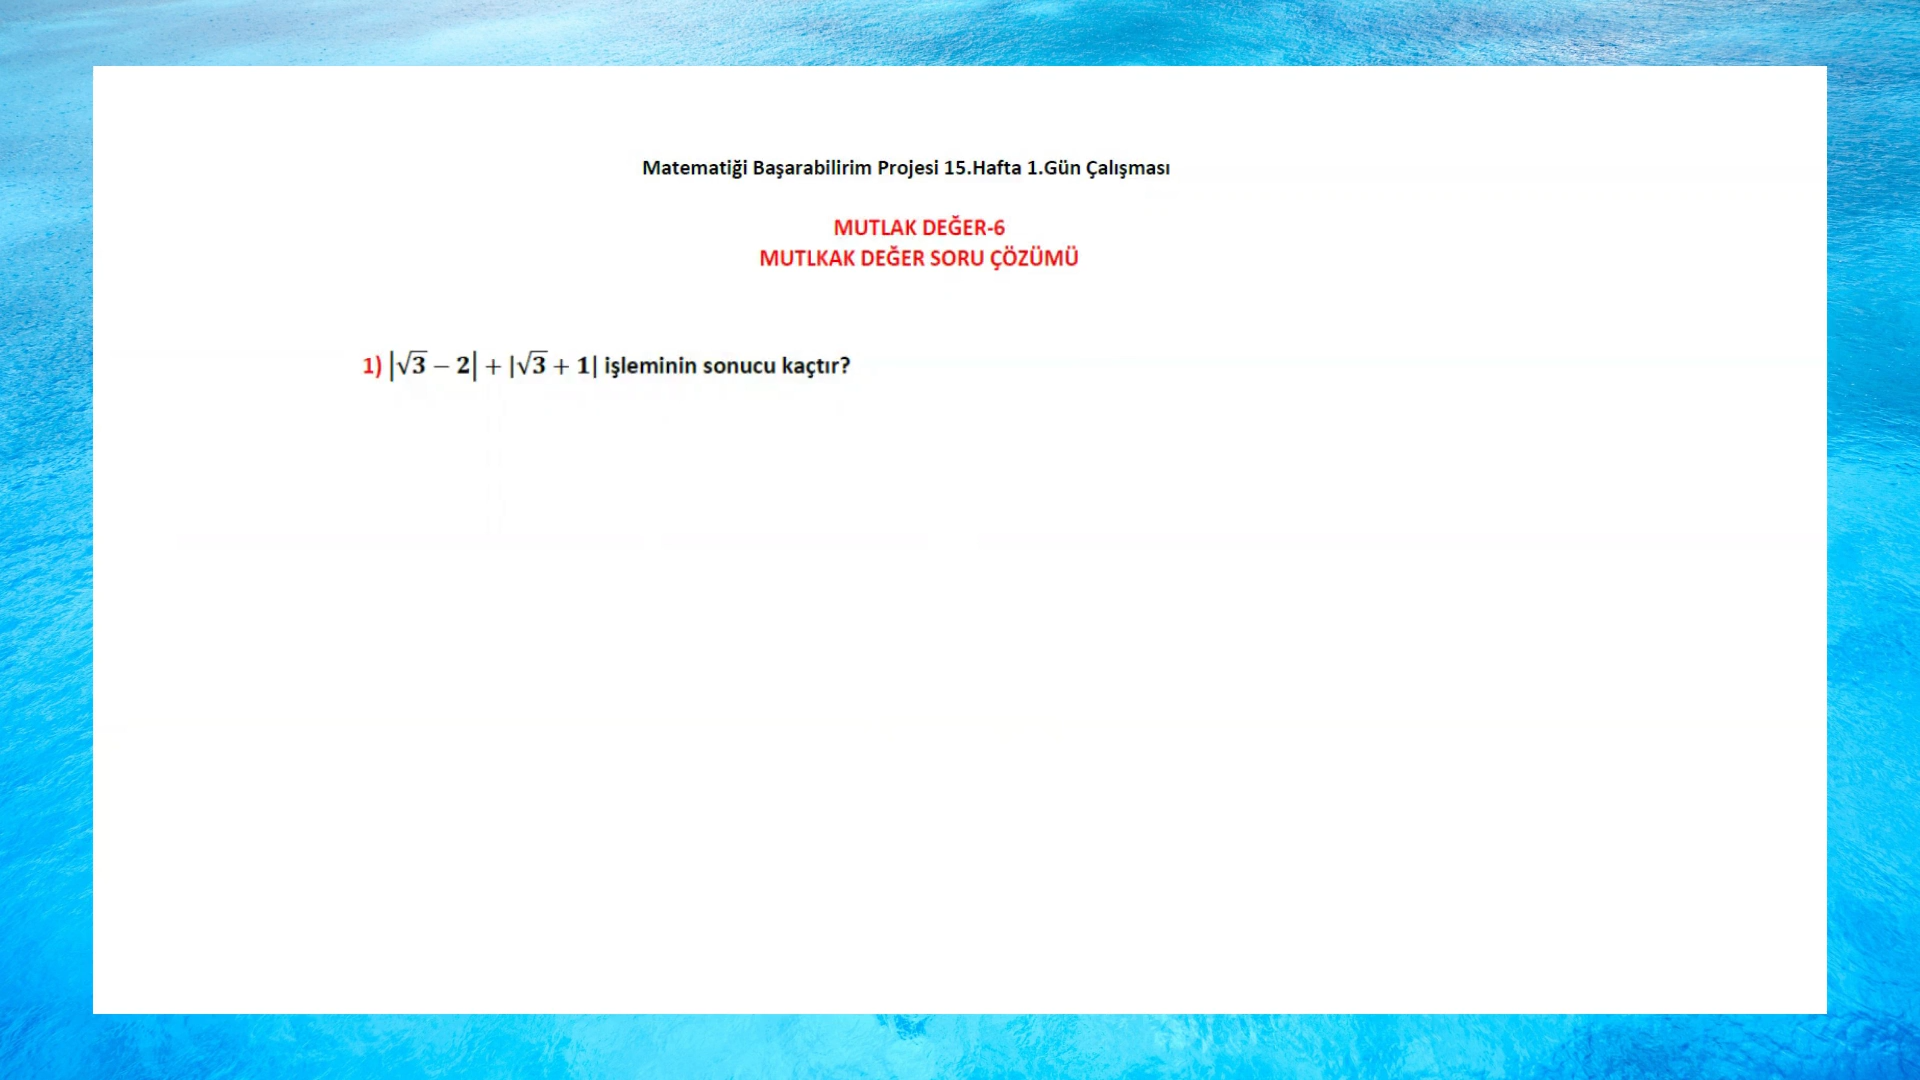 Matematiği Başarabilirim Projesi 15.Hafta 1.Gün Çalışması
MUTLAK DEĞER-6
MUTLKAK DEĞER SORU ÇÖZÜMÜ
1) |√3 − 2| + |√3 + 1| işleminin sonucu kaçtır?